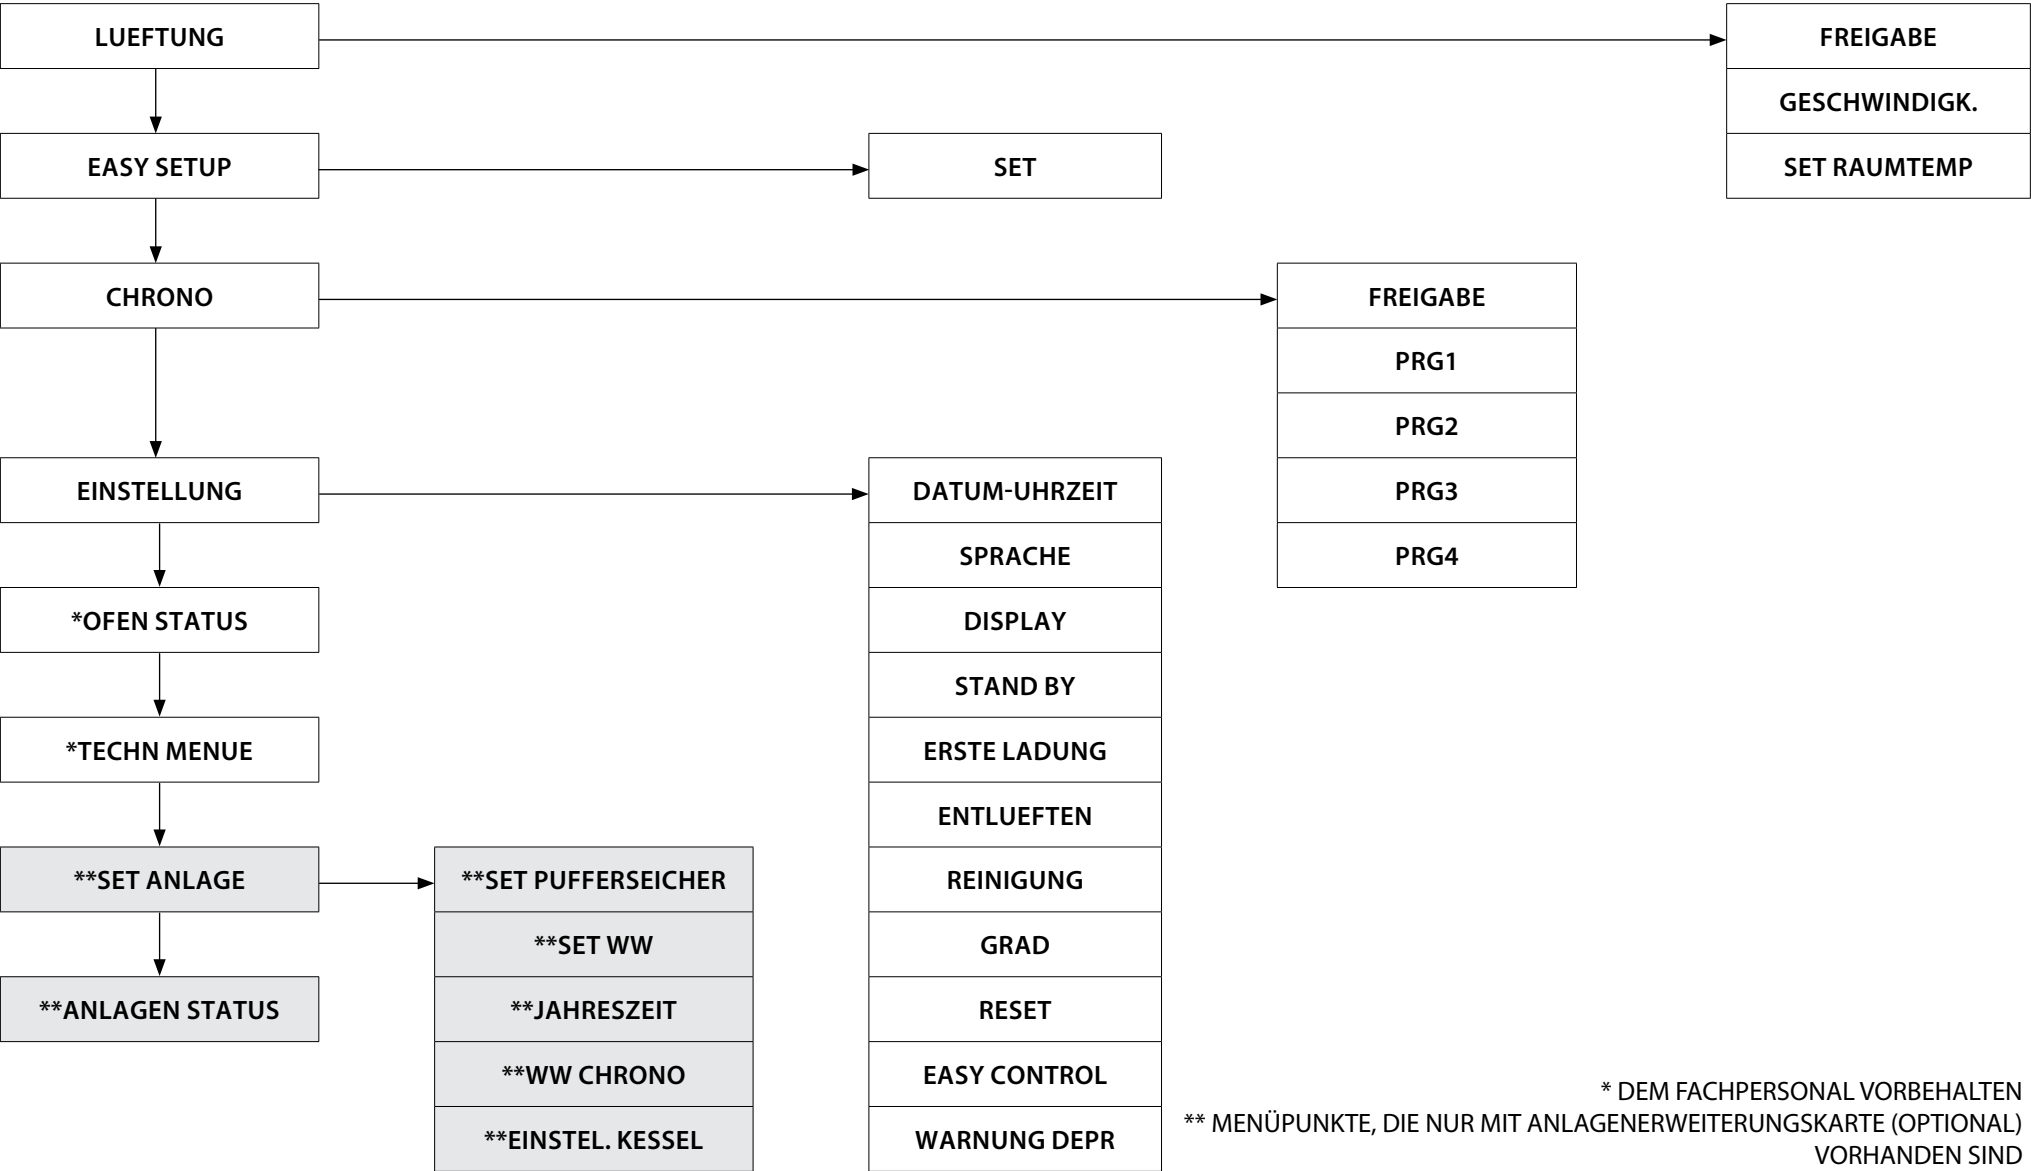 LUEFTUNG
FREIGABE
GESCHWINDIGK.
SET RAUMTEMP
EASY SETUP
SET
CHRONO
FREIGABE
PRG1
PRG2
PRG3
PRG4
EINSTELLUNG
DATUM-UHRZEIT
SPRACHE
DISPLAY
STAND BY
ERSTE LADUNG
ENTLUEFTEN
REINIGUNG
GRAD
RESET
EASY CONTROL
WARNUNG DEPR
*OFEN STATUS
*TECHN MENUE
**SET ANLAGE
**SET PUFFERSEICHER
**SET WW
**JAHRESZEIT
**WW CHRONO
**EINSTEL. KESSEL
**ANLAGEN STATUS
* DEM FACHPERSONAL VORBEHALTEN
** MENÜPUNKTE, DIE NUR MIT ANLAGENERWEITERUNGSKARTE (OPTIONAL)
VORHANDEN SIND